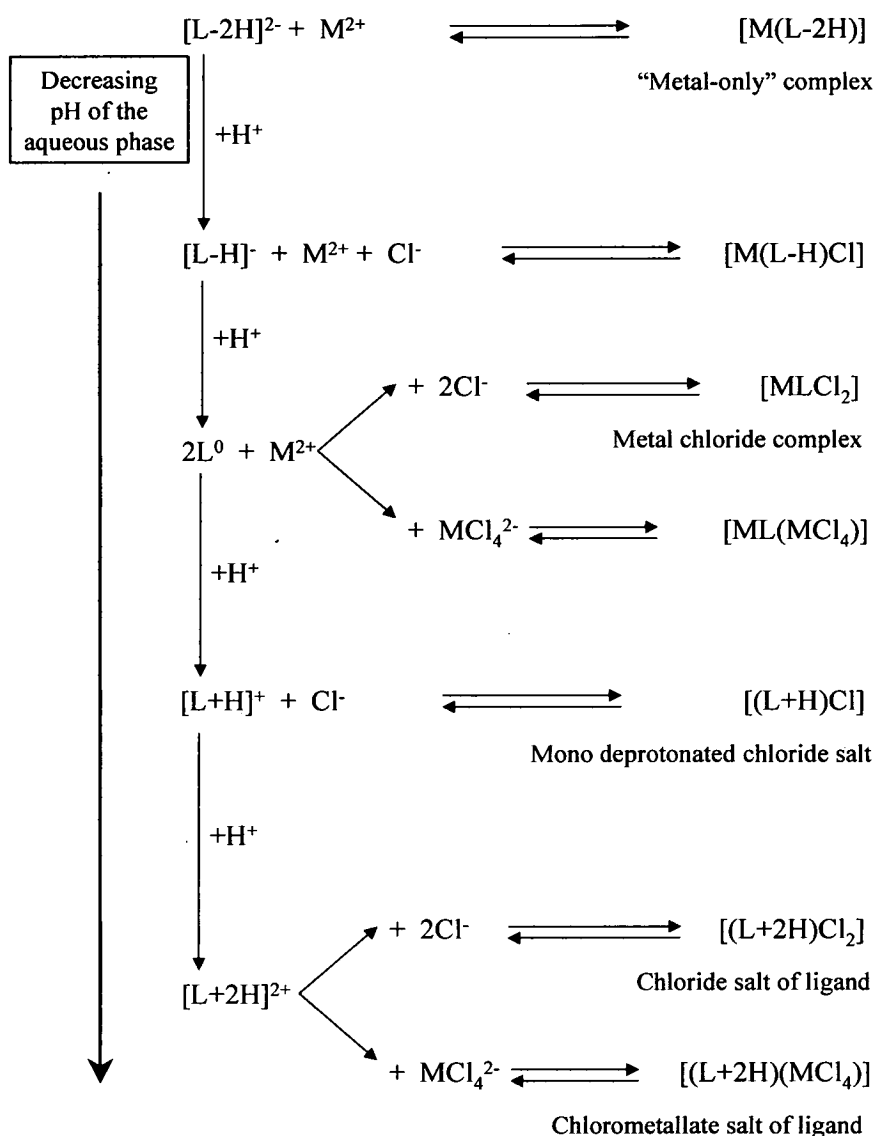 [L-2H]²⁻ + M²⁺ [M(L-2H)]
Decreasing
pH of the
aqueous phase
"Metal-only" complex
+H⁺
[L-H]⁻ + M²⁺ + Cl⁻ [M(L-H)Cl]
+H⁺
+ 2Cl⁻ [MLCl₂]
Metal chloride complex
2L⁰ + M²⁺
+ MCl₄²⁻ [ML(MCl₄)]
+H⁺
[L+H]⁺ + Cl⁻ [(L+H)Cl]
Mono deprotonated chloride salt
+H⁺
+ 2Cl⁻ [(L+2H)Cl₂]
Chloride salt of ligand
[L+2H]²⁺
+ MCl₄²⁻ [(L+2H)(MCl₄)]
Chlorometallate salt of ligand